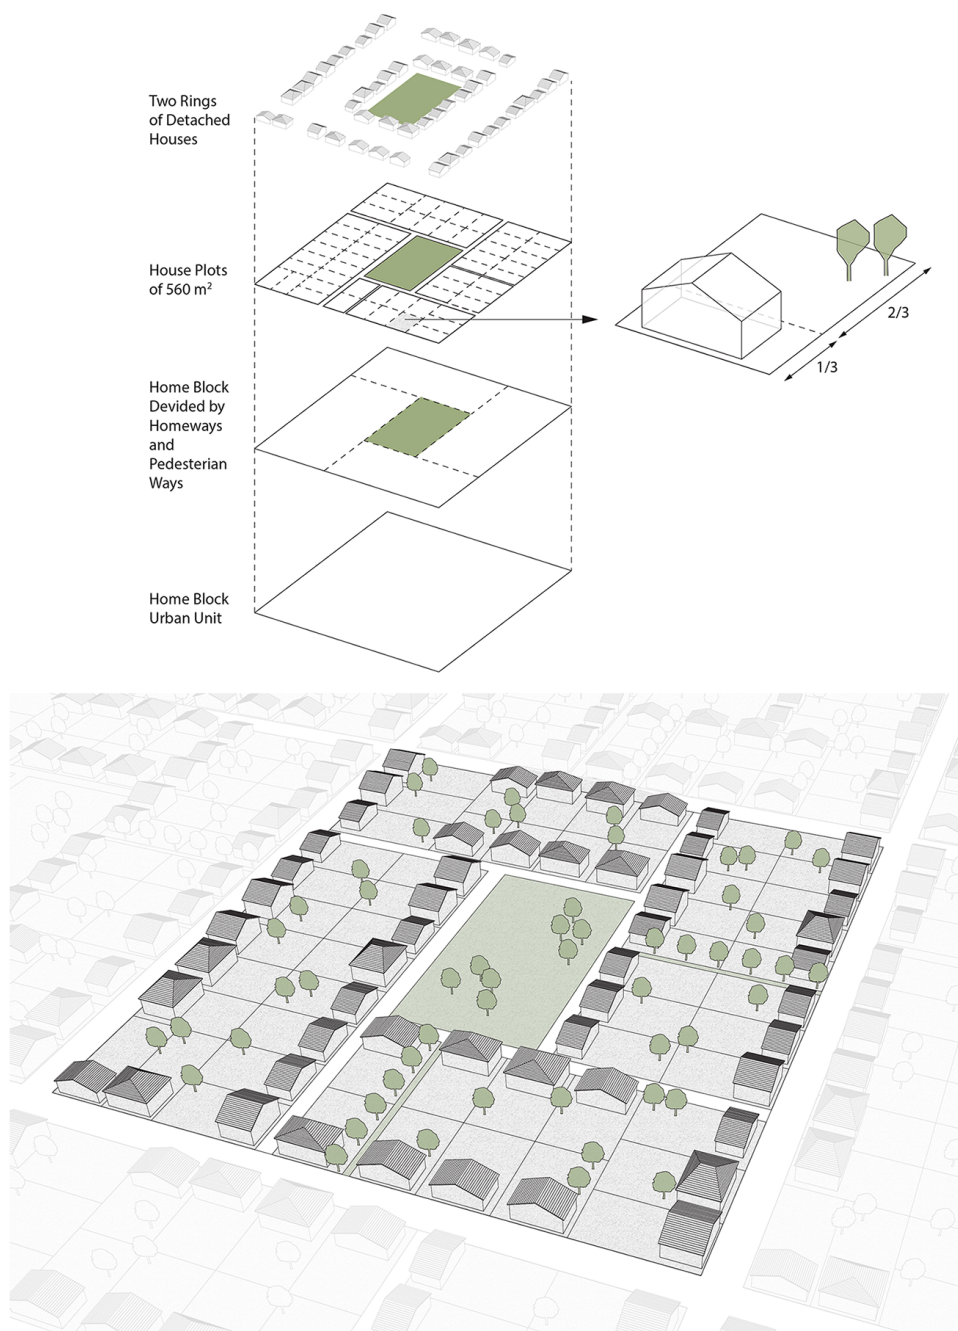 Two Rings
of Detached
Houses
House Plots
of 560 m²
2/3
1/3
Home Block
Devided by
Homeways
and
Pedesterian
Ways
Home Block
Urban Unit